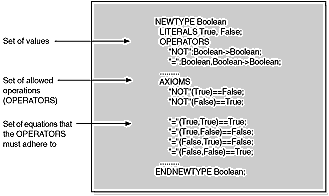 NEWTYPE Boolean
LITERALS True, False;
Set of values
OPERATORS
"NOT":Boolean->Boolean;
"=":Boolean,Boolean->Boolean;
.........
Set of allowed
operations
(OPERATORS)
AXIOMS
"NOT"(True)==False;
"NOT"(False)==True;
Set of equations that
the OPERATORS
must adhere to
"="(True,True)==True;
"="(True,False)==False;
"="(False,True)==False;
"="(False,False)==True;
.........
ENDNEWTYPE Boolean;